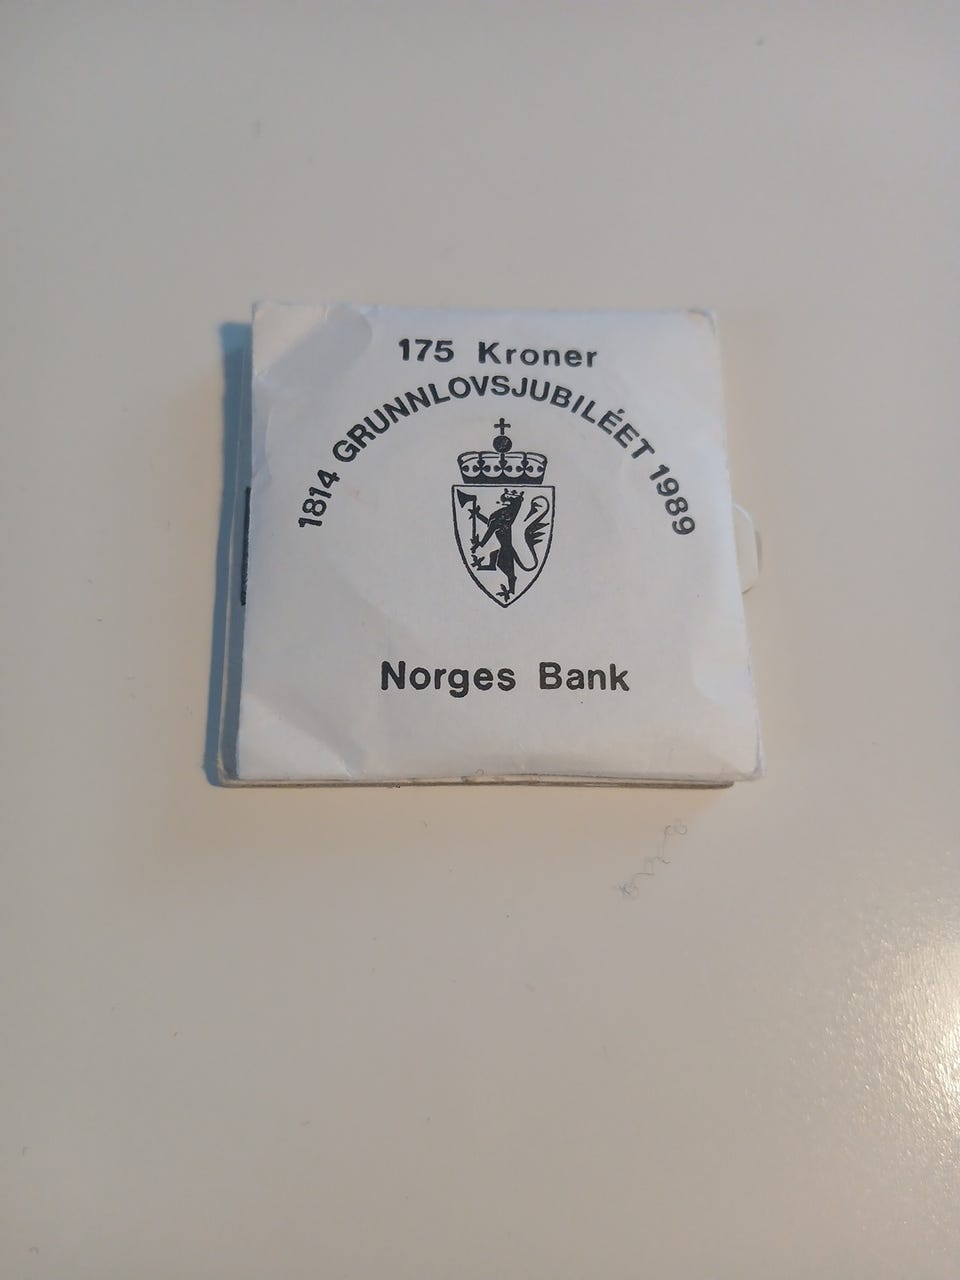 175 Kroner
1814 GRUNNLOVSJUBILÉET 1989
Norges Bank